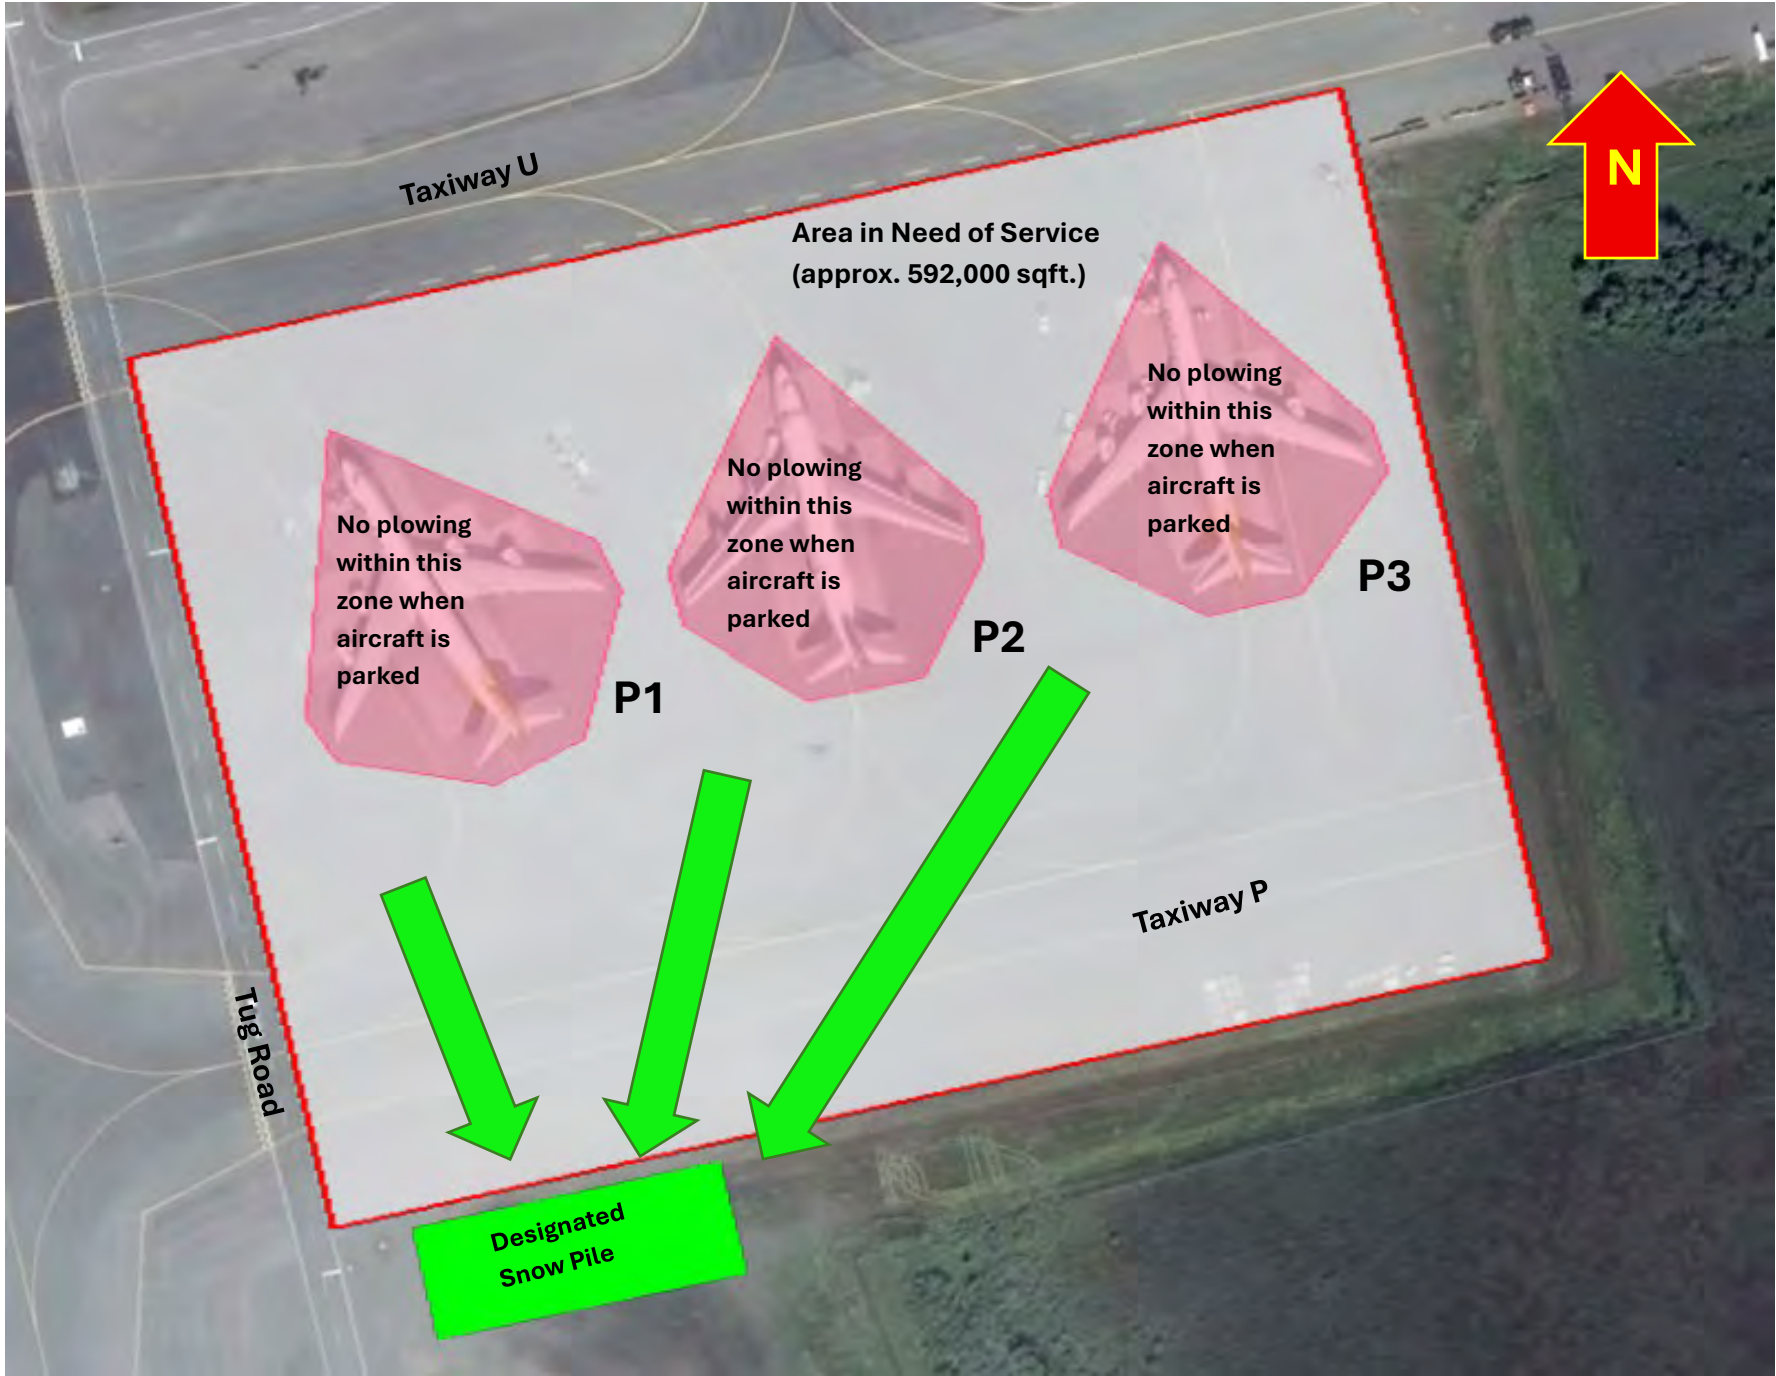 N
Taxiway U
Area in Need of Service
(approx. 592,000 sqft.)
No plowing
within this
zone when
aircraft is
parked
P3
No plowing
within this
zone when
aircraft is
parked
P2
No plowing
within this
zone when
aircraft is
parked
P1
Taxiway P
Tug Road
Designated
Snow Pile